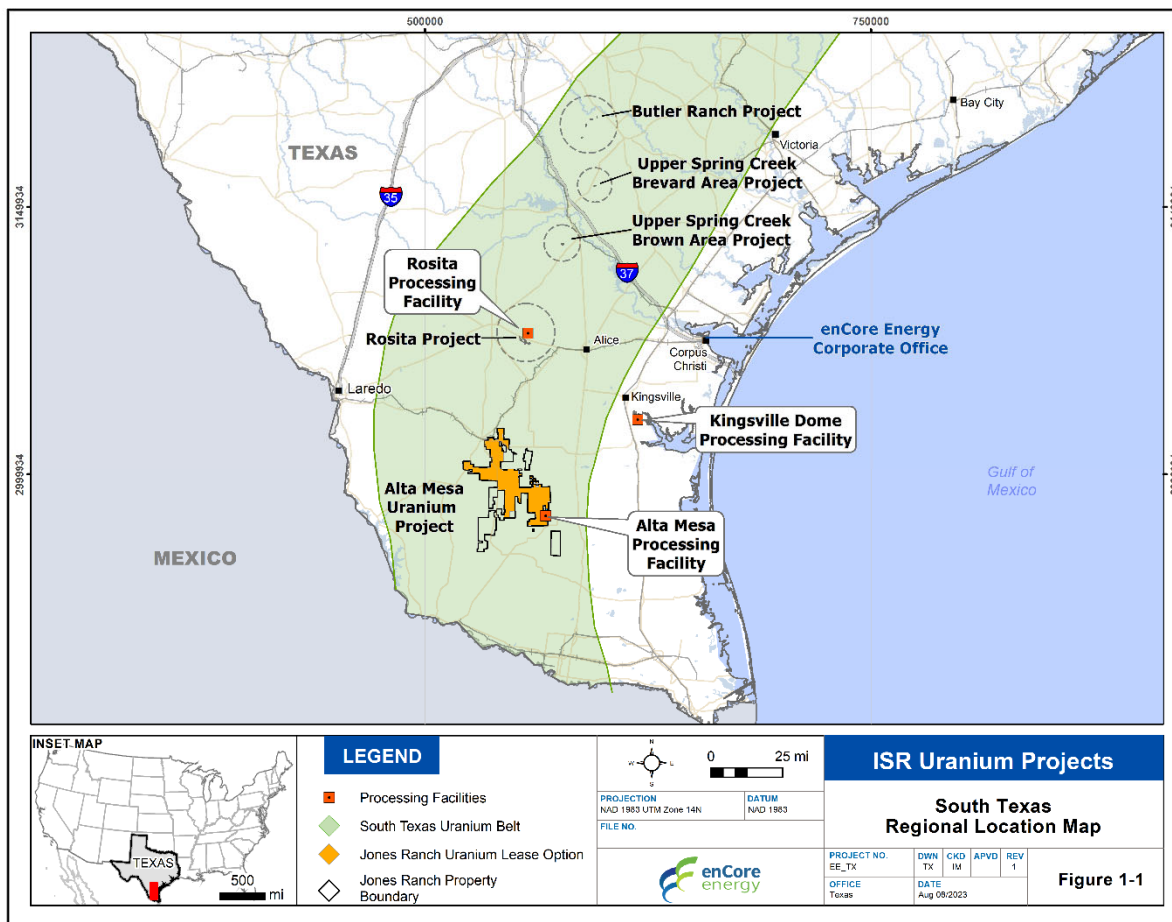 500000
750000
Bay City
Butler Ranch Project
Victoria
TEXAS
Upper Spring Creek
Brevard Area Project
35
3149934
Upper Spring Creek
Brown Area Project
Rosita
Processing
Facility
37
enCore Energy
Corporate Office
Rosita Project
Alice
Corpus
Christi
Laredo
Kingsville
Kingsville Dome
Processing Facility
2999934
Gulf of
Mexico
Alta Mesa
Uranium
Project
Alta Mesa
Processing
Facility
MEXICO
INSET MAP
TEXAS
500
mi
LEGEND
Processing Facilities
South Texas Uranium Belt
Jones Ranch Uranium Lease Option
Jones Ranch Property
Boundary
N
W
S
0 25 mi
PROJECTION
NAD 1983 UTM Zone 14N
DATUM
NAD 1983
FILE NO.
enCore
energy
ISR Uranium Projects
South Texas
Regional Location Map
PROJECT NO.
EE_TX
DWN
TX
CKD
IM
APVD
REV
1
OFFICE
Texas
DATE
Aug 08/2023
Figure 1-1